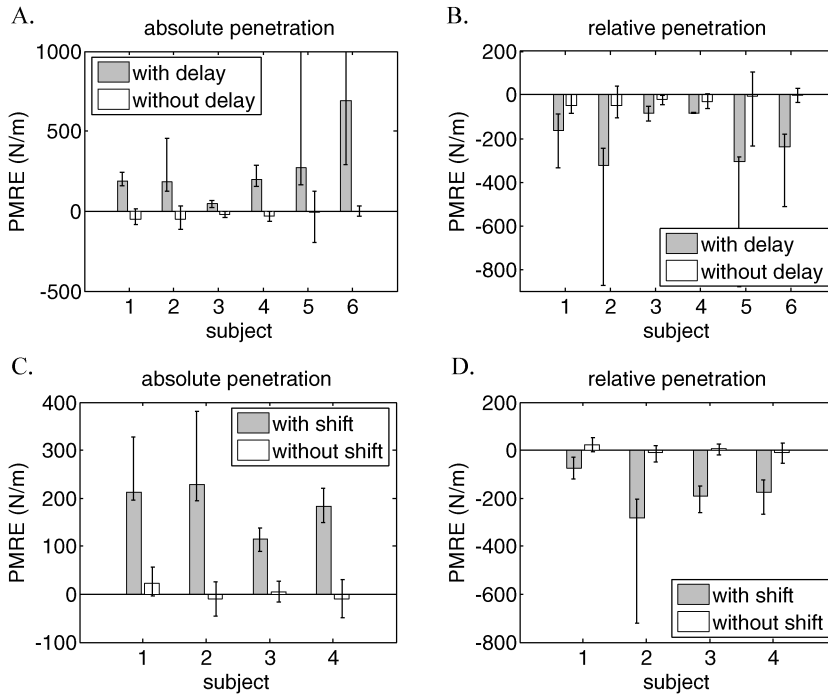 A.
absolute penetration
1000
500
0
-500
PMRE (N/m)
with delay
without delay
1 2 3 4 5 6
subject
B.
relative penetration
200
0
-200
-400
-600
-800
PMRE (N/m)
with delay
without delay
1 2 3 4 5 6
subject
C.
absolute penetration
400
300
200
100
0
-100
PMRE (N/m)
with shift
without shift
1 2 3 4
subject
D.
relative penetration
200
0
-200
-400
-600
-800
PMRE (N/m)
with shift
without shift
1 2 3 4
subject